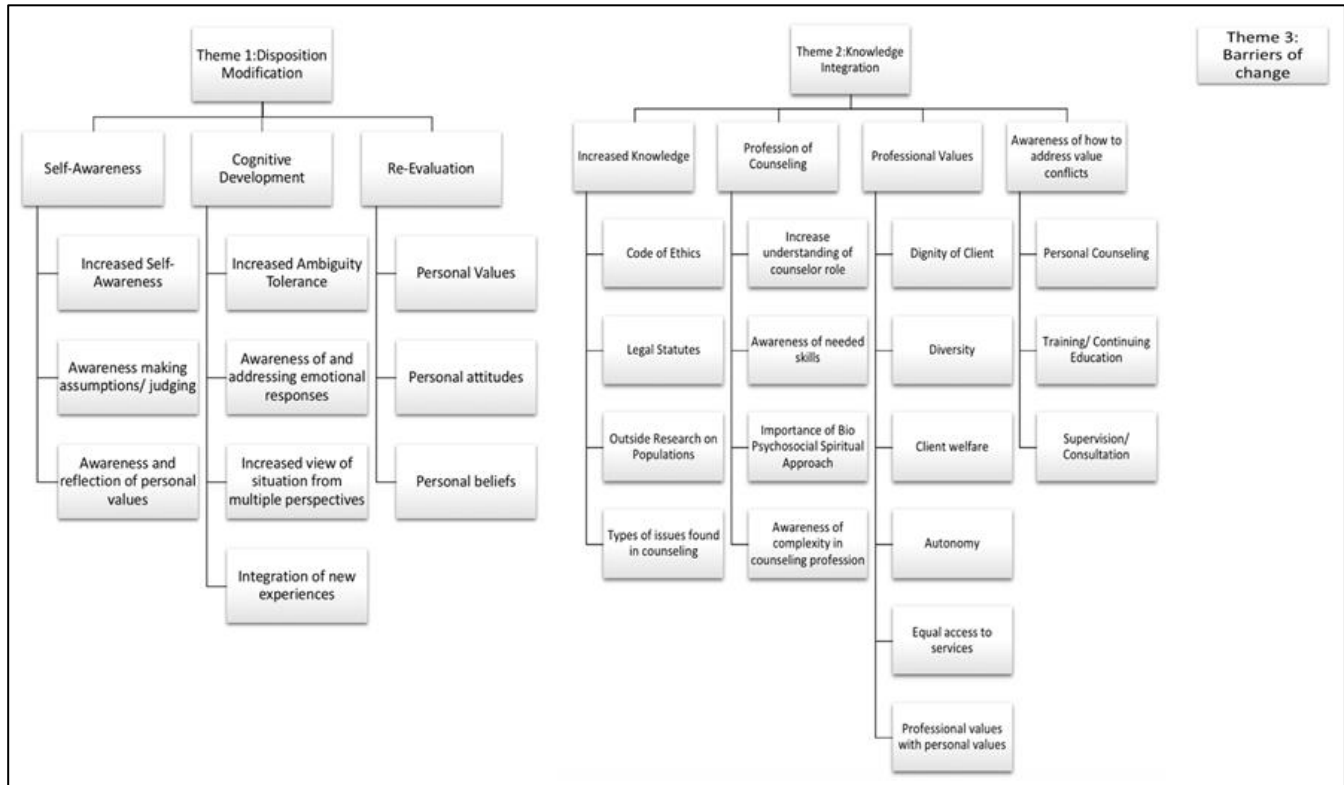 Theme 1:Disposition
Modification
Self-Awareness
Increased Self-
Awareness
Awareness making
assumptions/ judging
Awareness and
reflection of personal
values
Cognitive
Development
Increased Ambiguity
Tolerance
Awareness of and
addressing emotional
responses
Increased view of
situation from
multiple perspectives
Integration of new
experiences
Re-Evaluation
Personal Values
Personal attitudes
Personal beliefs
Theme 2:Knowledge
Integration
Increased Knowledge
Code of Ethics
Legal Statutes
Outside Research on
Populations
Types of issues found
in counseling
Profession of
Counseling
Increase
understanding of
counselor role
Awareness of needed
skills
Importance of Bio
Psychosocial Spiritual
Approach
Awareness of
complexity in
counseling profession
Professional Values
Dignity of Client
Diversity
Client welfare
Autonomy
Equal access to
services
Professional values
with personal values
Awareness of how to
address value
conflicts
Personal Counseling
Training/ Continuing
Education
Supervision/
Consultation
Theme 3:
Barriers of
change